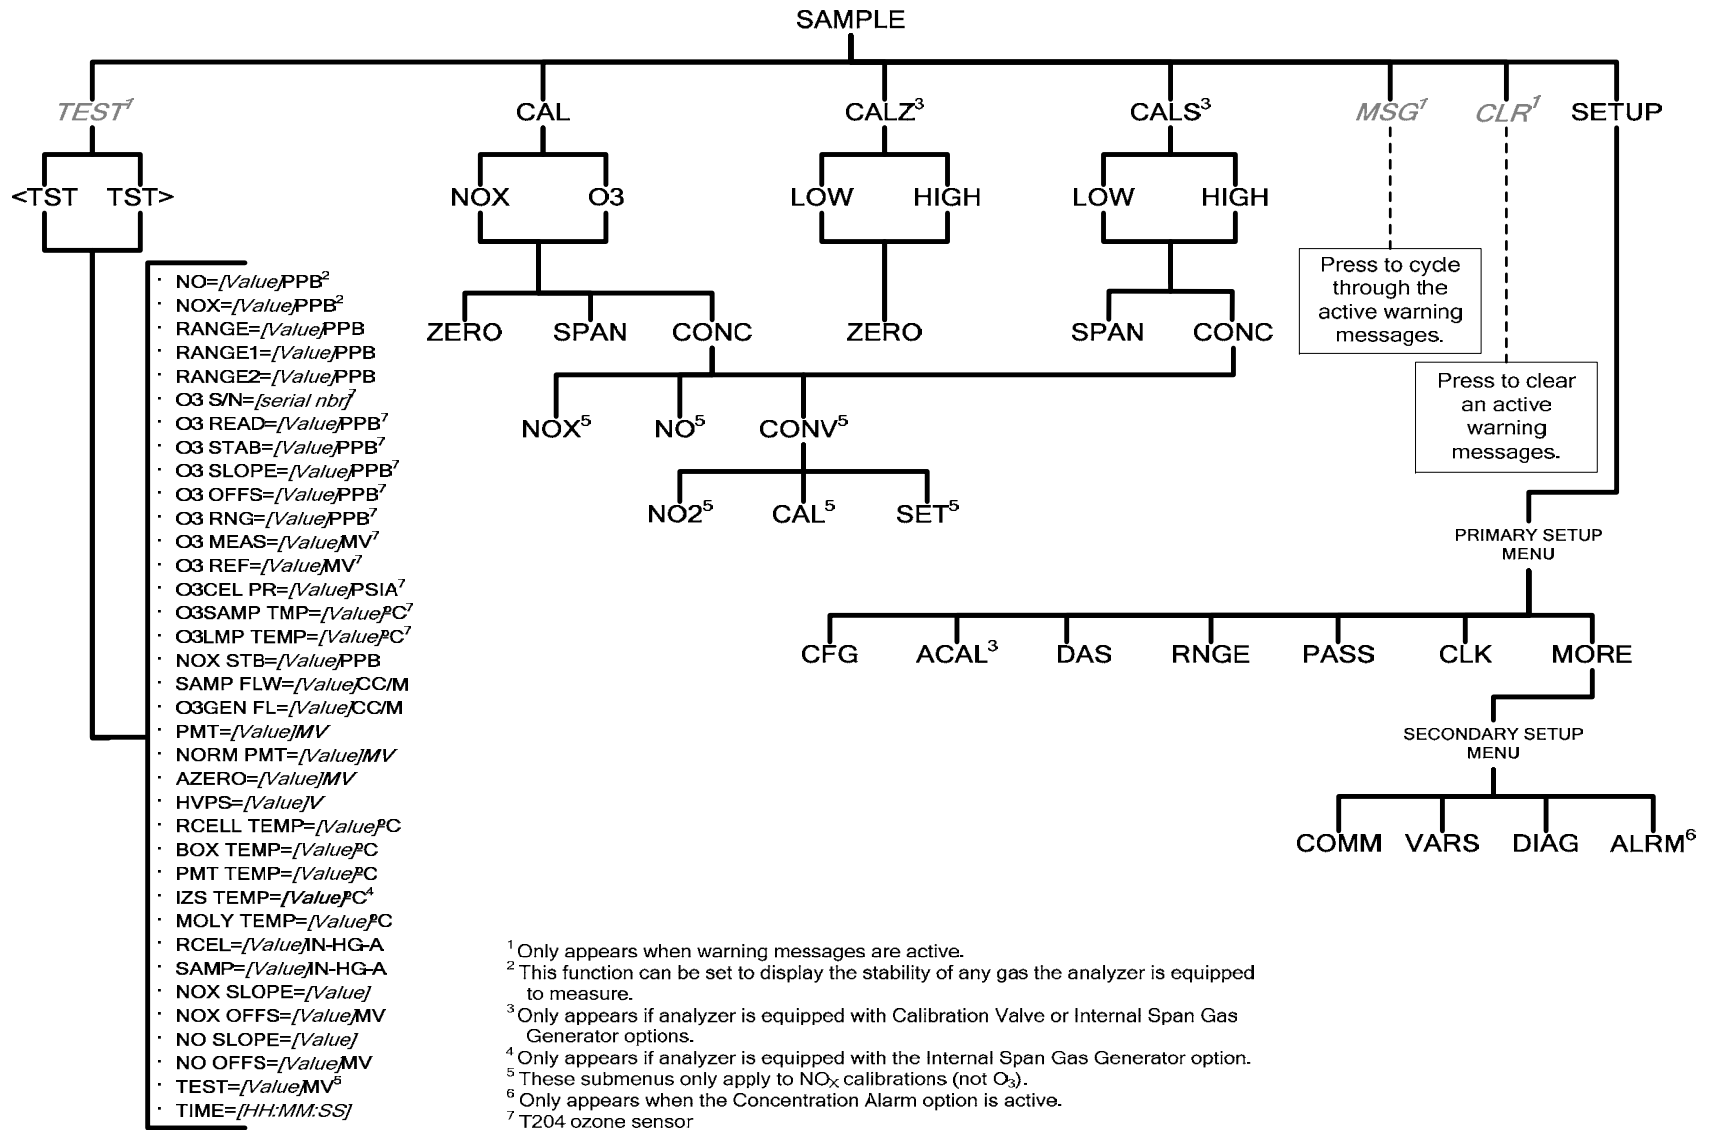 SAMPLE
TEST¹ CAL CALZ³ CALS³ MSG¹ CLR¹ SETUP
<TST TST> NOX O3 LOW HIGH LOW HIGH
Press to cycle
through the
active warning
messages.
ZERO SPAN CONC ZERO SPAN CONC
Press to clear
an active
warning
messages.
NOX⁵ NO⁵ CONV⁵
NO2⁵ CAL⁵ SET⁵
PRIMARY SETUP
MENU
CFG ACAL³ DAS RNGE PASS CLK MORE
SECONDARY SETUP
MENU
COMM VARS DIAG ALRM⁶
· NO=[Value]PPB²
· NOX=[Value]PPB²
· RANGE=[Value]PPB
· RANGE1=[Value]PPB
· RANGE2=[Value]PPB
· O3 S/N=[serial nbr]⁷
· O3 READ=[Value]PPB⁷
· O3 STAB=[Value]PPB⁷
· O3 SLOPE=[Value]PPB⁷
· O3 OFFS=[Value]PPB⁷
· O3 RNG=[Value]PPB⁷
· O3 MEAS=[Value]MV⁷
· O3 REF=[Value]MV⁷
· O3CEL PR=[Value]PSIA⁷
· O3SAMP TMP=[Value]ºC⁷
· O3LMP TEMP=[Value]ºC⁷
· NOX STB=[Value]PPB
· SAMP FLW=[Value]CC/M
· O3GEN FL=[Value]CC/M
· PMT=[Value]MV
· NORM PMT=[Value]MV
· AZERO=[Value]MV
· HVPS=[Value]V
· RCELL TEMP=[Value]ºC
· BOX TEMP=[Value]ºC
· PMT TEMP=[Value]ºC
· IZS TEMP=[Value]ºC⁴
· MOLY TEMP=[Value]ºC
· RCEL=[Value]IN-HG-A
· SAMP=[Value]IN-HG-A
· NOX SLOPE=[Value]
· NOX OFFS=[Value]MV
· NO SLOPE=[Value]
· NO OFFS=[Value]MV
· TEST=[Value]MV⁵
· TIME=[HH:MM:SS]
¹ Only appears when warning messages are active.
² This function can be set to display the stability of any gas the analyzer is equipped
to measure.
³ Only appears if analyzer is equipped with Calibration Valve or Internal Span Gas
Generator options.
⁴ Only appears if analyzer is equipped with the Internal Span Gas Generator option.
⁵ These submenus only apply to NOₓ calibrations (not O₃).
⁶ Only appears when the Concentration Alarm option is active.
⁷ T204 ozone sensor